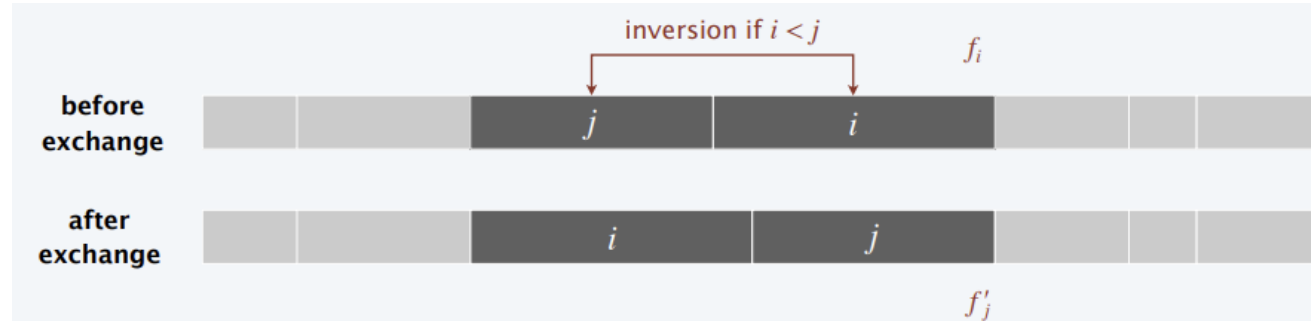 inversion if i < j
fᵢ
before
exchange
j i
after
exchange
i j
f'ⱼ